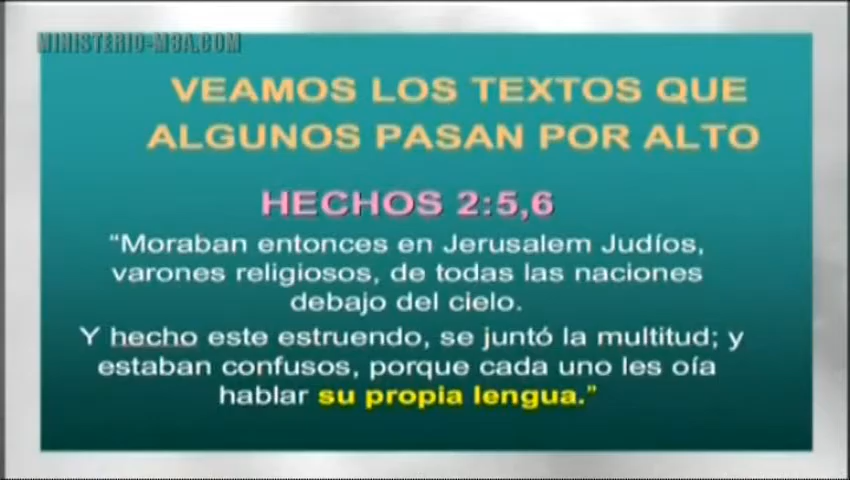 MINISTERIO-M3A.COM
VEAMOS LOS TEXTOS QUE
ALGUNOS PASAN POR ALTO
HECHOS 2:5,6
“Moraban entonces en Jerusalem Judíos,
varones religiosos, de todas las naciones
debajo del cielo.
Y hecho este estruendo, se juntó la multitud; y
estaban confusos, porque cada uno les oía
hablar su propia lengua.”